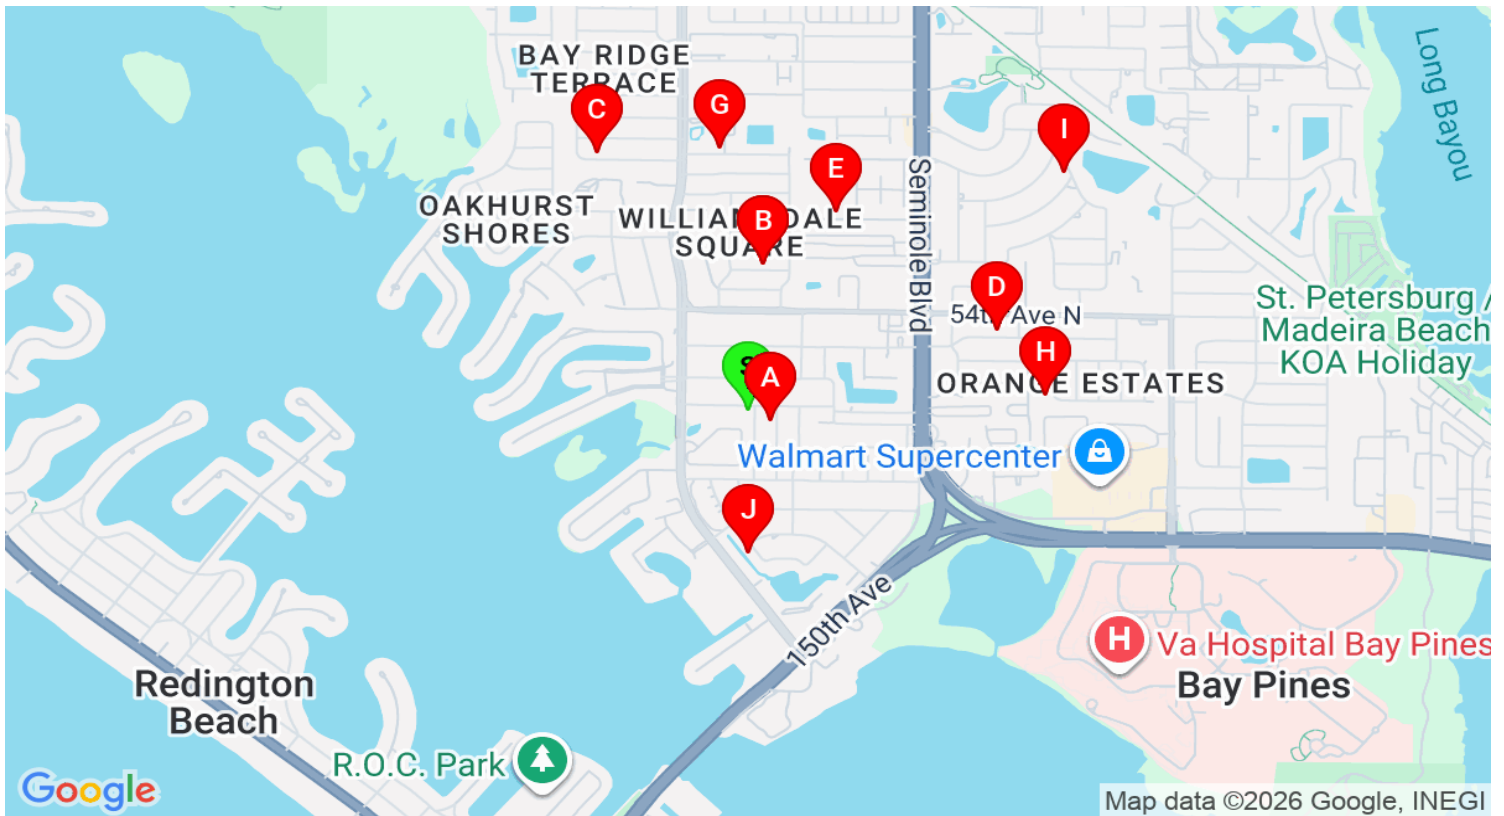 BAY RIDGE
TERRACE
C
G
I
E
Long Bayou
OAKHURST
SHORES
B
SQUARE
Seminole Blvd
D
54th Ave N
St. Petersburg /
Madeira Beach
KOA Holiday
S
A
H
ORANGE ESTATES
Walmart Supercenter
J
150th Ave
H
Va Hospital Bay Pines
Bay Pines
Redington
Beach
R.O.C. Park
Google
Map data ©2026 Google, INEGI